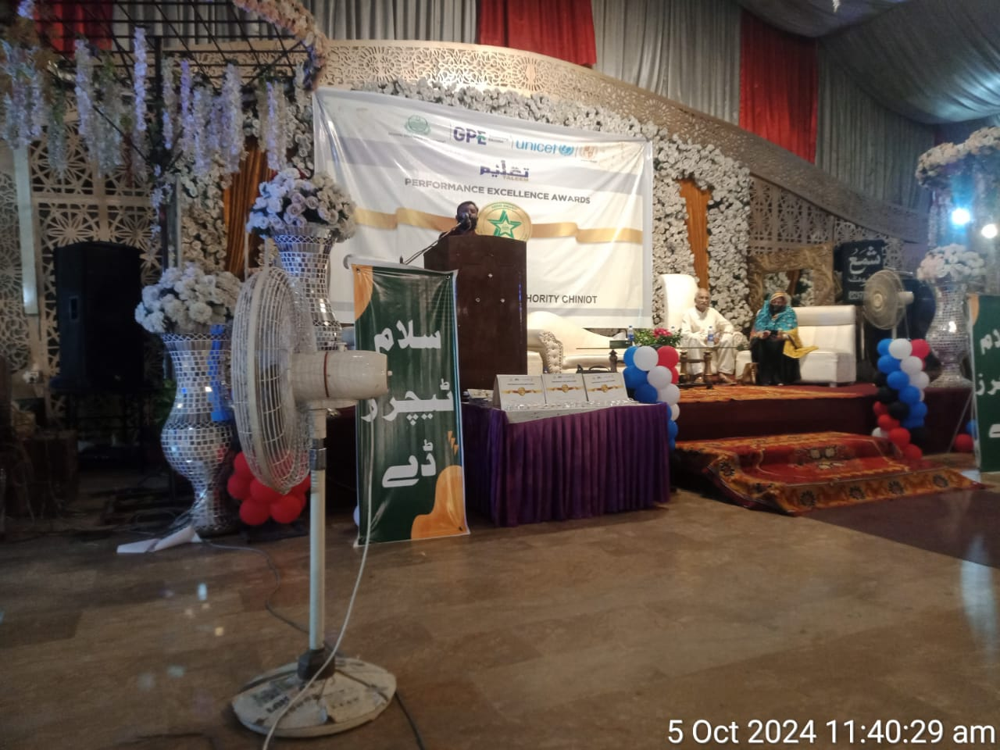 GPE
unicef
تعلیم
TALEEM
PERFORMANCE EXCELLENCE AWARDS
HORITY CHINIOT
سلام
ٹیچرز
ڈے
شمع
5 Oct 2024 11:40:29 am